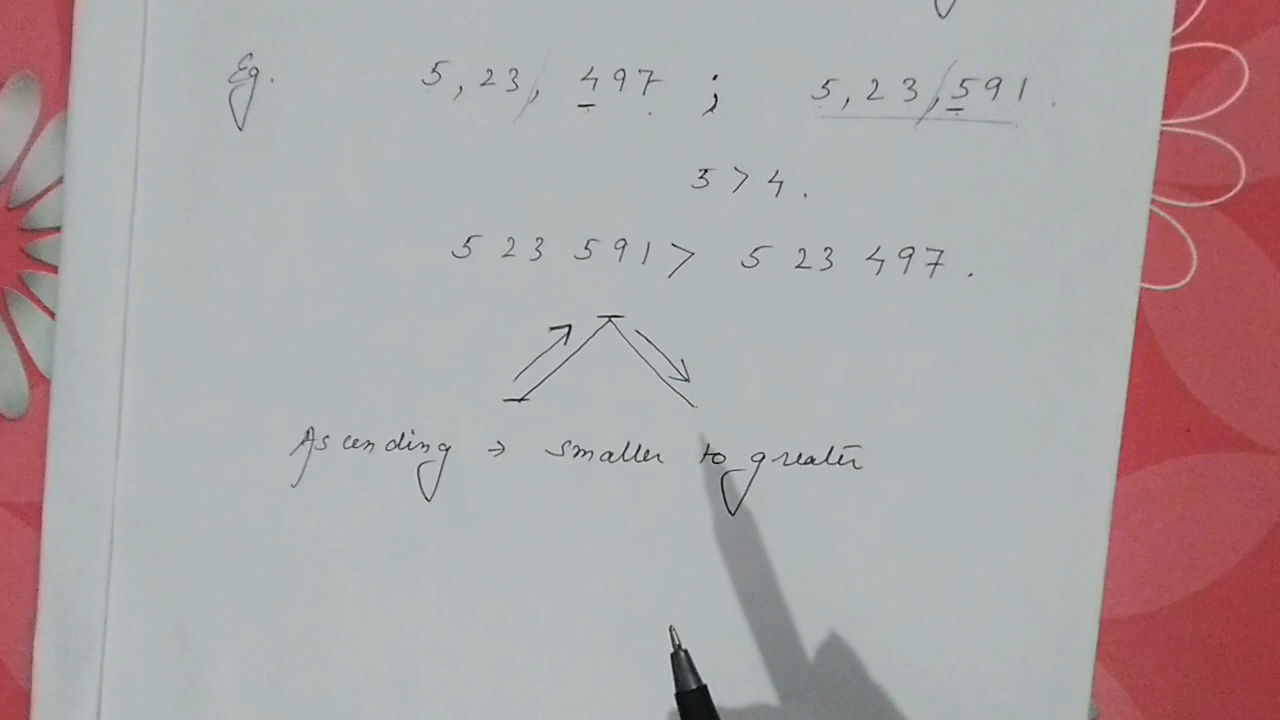 Eg. 5,23, 497 ; 5,23,591.
5 > 4.
5 23 591 > 5 23 497.
Ascending → smaller to greater